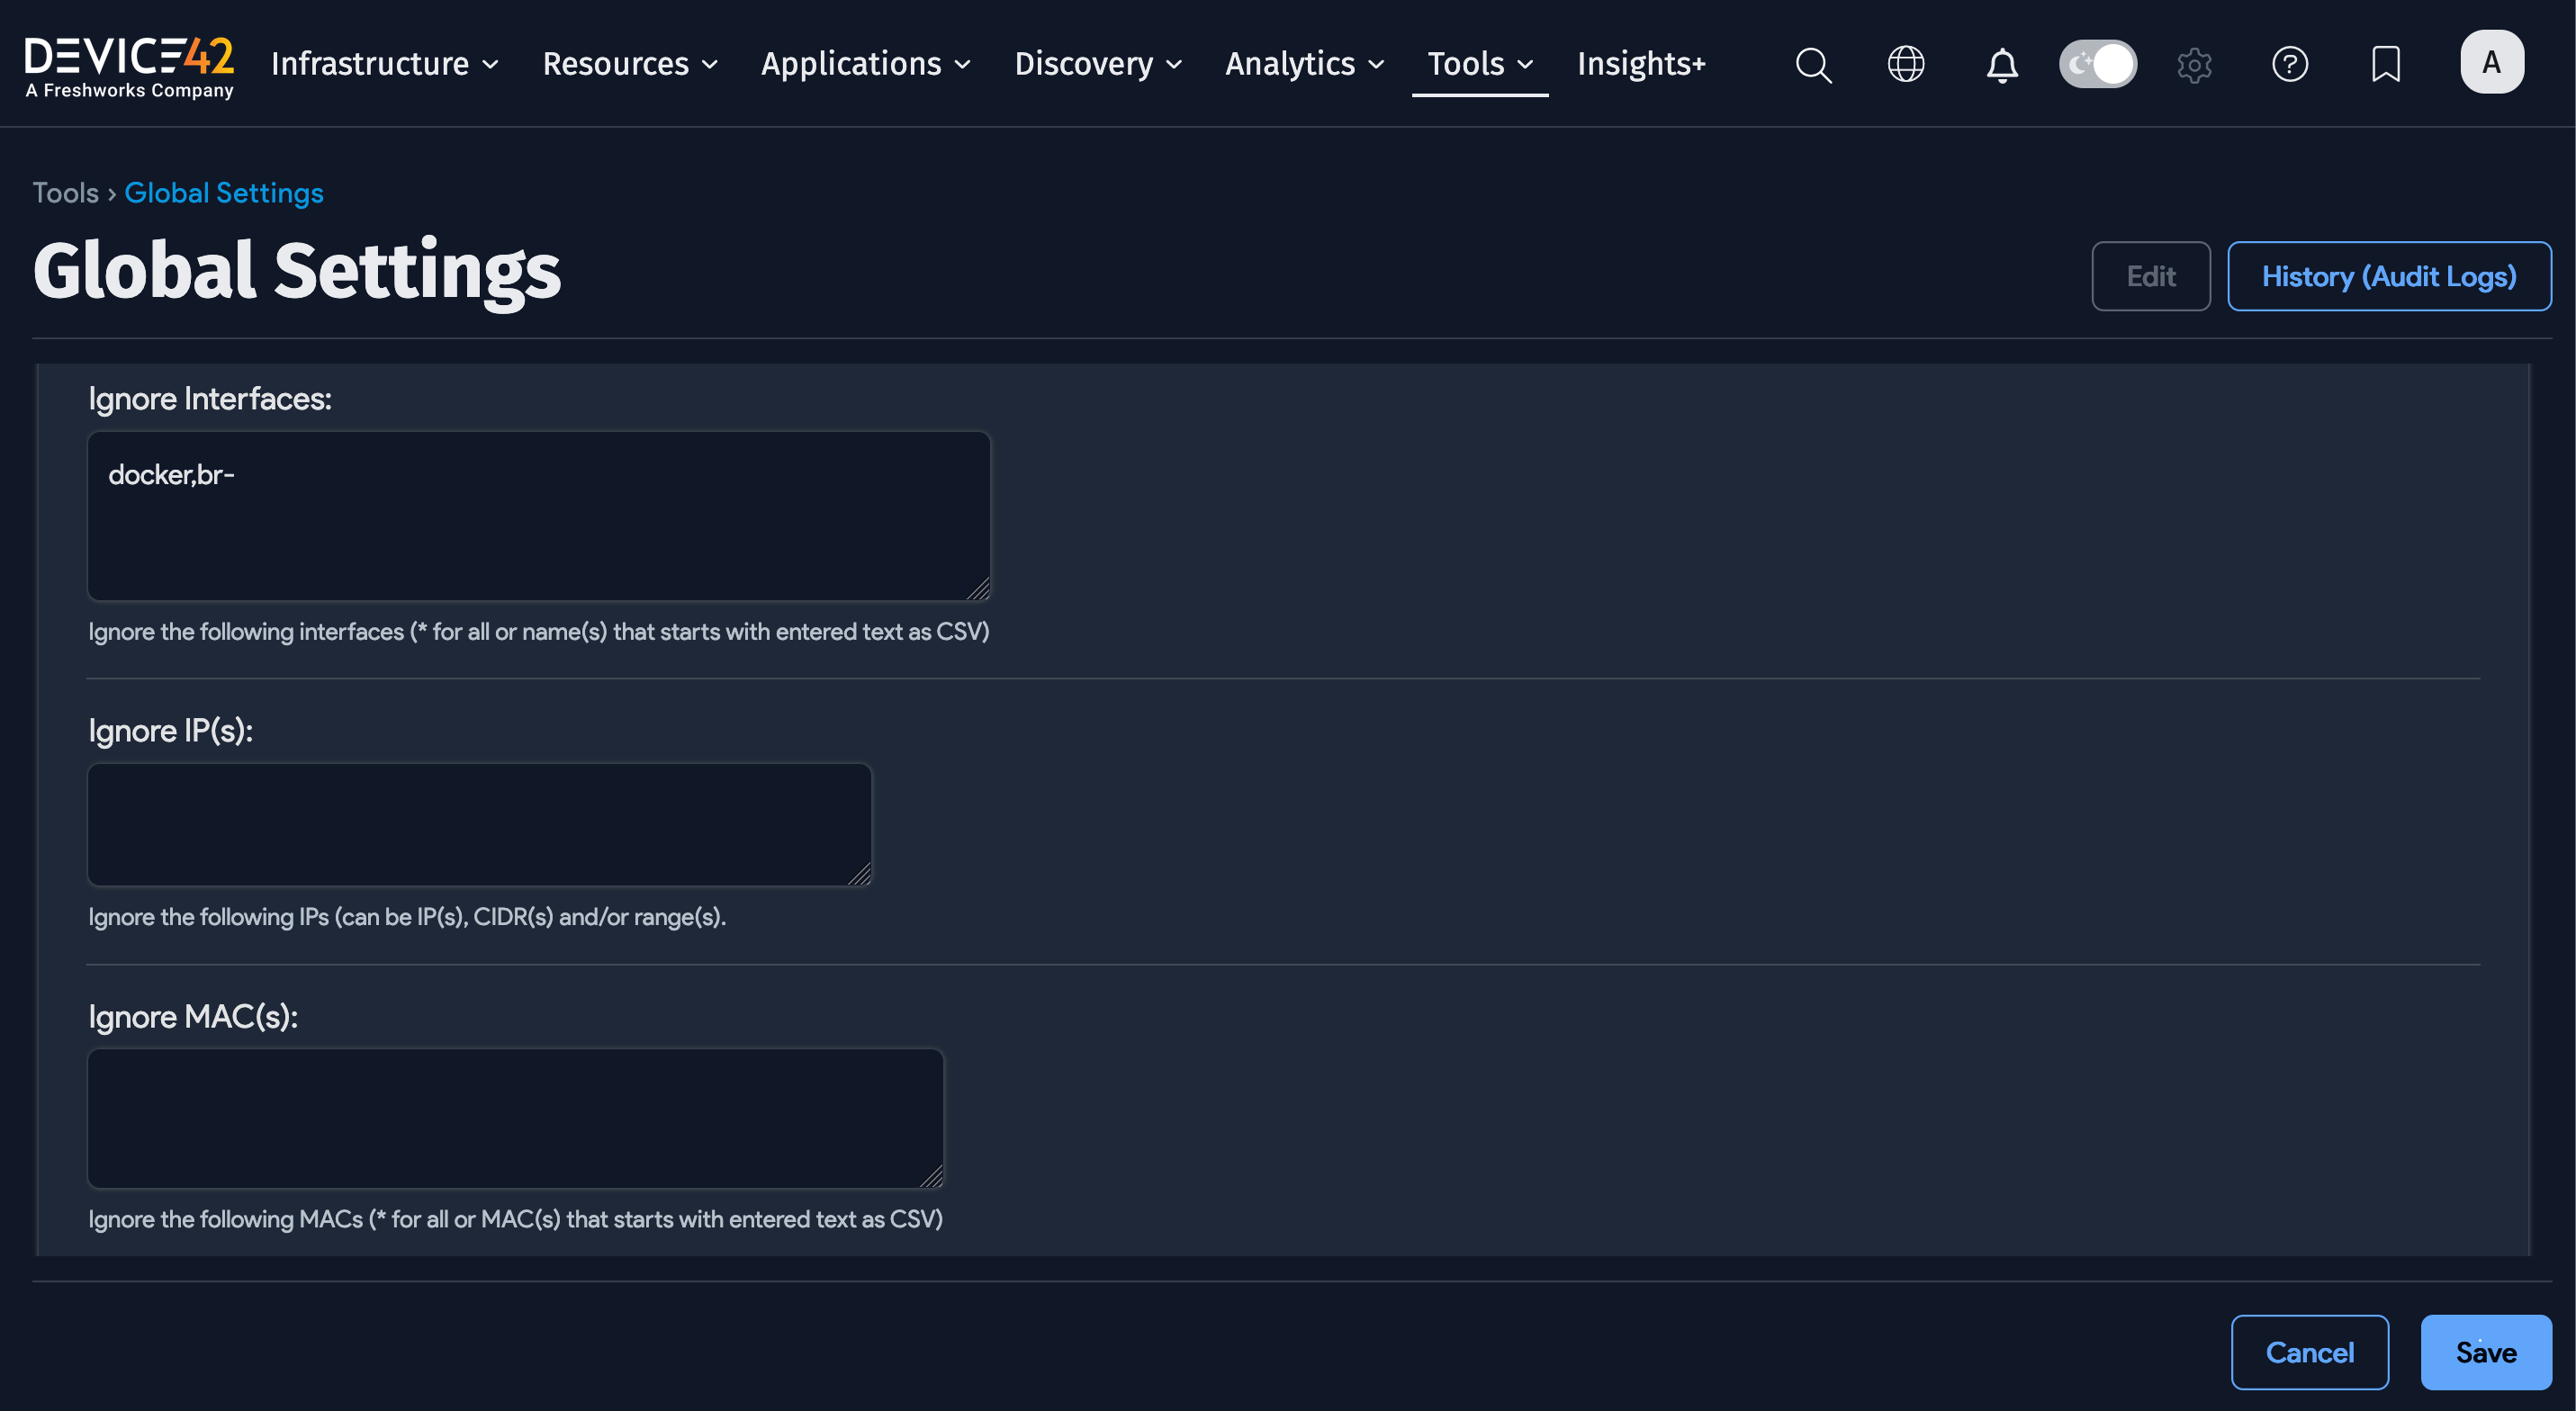 DEVICE42
A Freshworks Company
Infrastructure Resources Applications Discovery Analytics Tools Insights+
A
Tools › Global Settings
Global Settings
Edit
History (Audit Logs)
Ignore Interfaces:
docker,br-
Ignore the following interfaces (* for all or name(s) that starts with entered text as CSV)
Ignore IP(s):
Ignore the following IPs (can be IP(s), CIDR(s) and/or range(s).
Ignore MAC(s):
Ignore the following MACs (* for all or MAC(s) that starts with entered text as CSV)
Cancel
Save